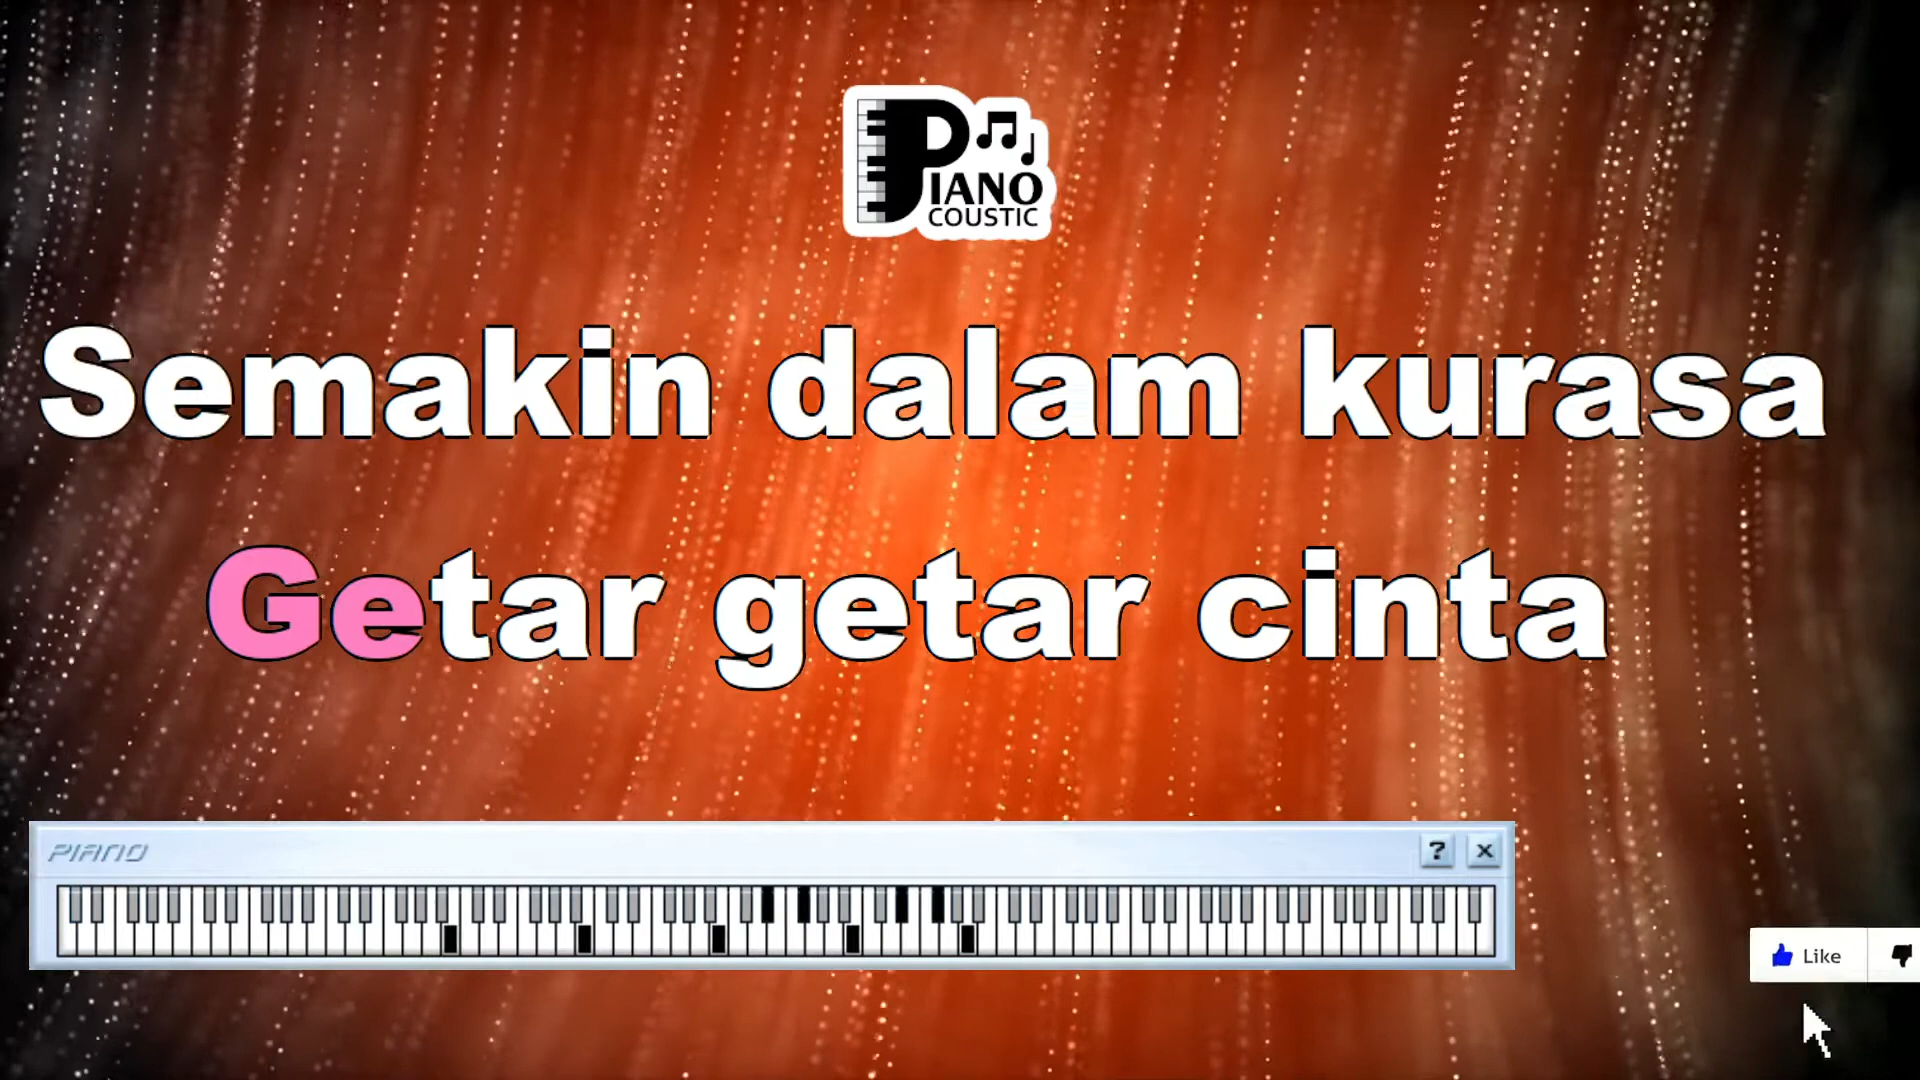 PIANO
COUSTIC
Semakin dalam kurasa
Getar getar cinta
PIANO
? ×
Like